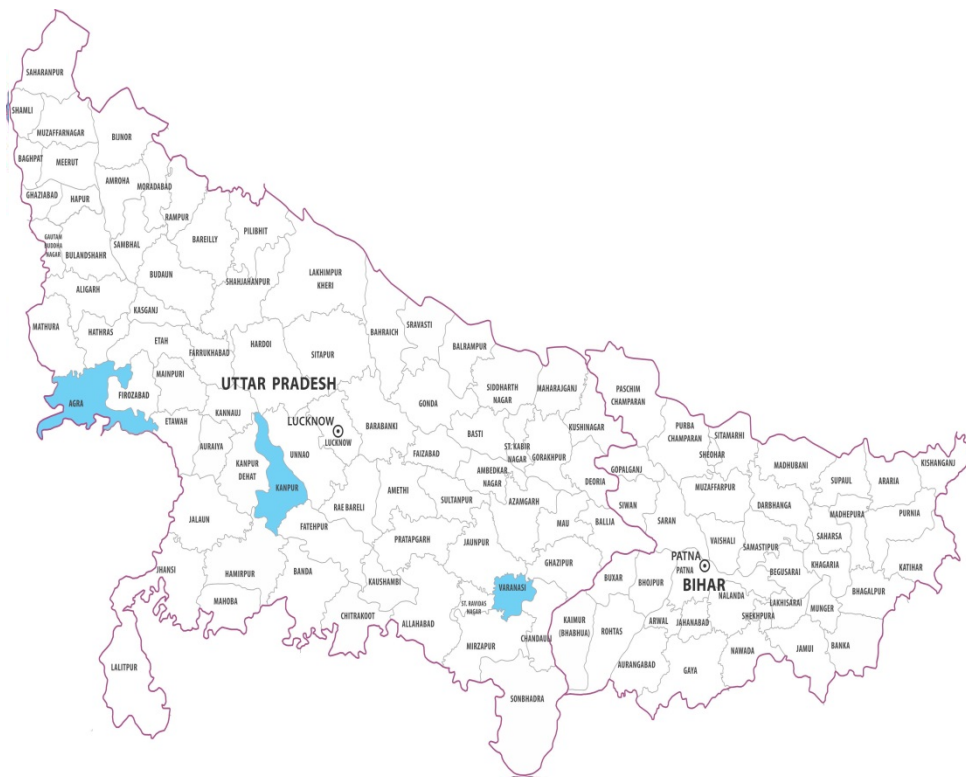 SAHARANPUR
SHAMLI
MUZAFFARNAGAR
BIJNOR
BAGHPAT
MEERUT
AMROHA
MORADABAD
GHAZIABAD
HAPUR
RAMPUR
GAUTAM
BUDDHA
NAGAR
BULANDSHAHR
SAMBHAL
BAREILLY
PILIBHIT
BUDAUN
SHAHJAHANPUR
LAKHIMPUR
KHERI
ALIGARH
KASGANJ
MATHURA
HATHRAS
ETAH
FARRUKHABAD
HARDOI
SITAPUR
BAHRAICH
SRAVASTI
BALRAMPUR
AGRA
FIROZABAD
MAINPURI
UTTAR PRADESH
GONDA
SIDDHARTH
NAGAR
MAHARAJGANJ
ETAWAH
KANNAUJ
LUCKNOW
LUCKNOW
BARABANKI
BASTI
ST. KABIR
NAGAR
GORAKHPUR
KUSHINAGAR
AURAIYA
KANPUR
DEHAT
KANPUR
UNNAO
FAIZABAD
AMBEDKAR
NAGAR
DEORIA
JALAUN
FATEHPUR
RAE BARELI
AMETHI
SULTANPUR
AZAMGARH
MAU
BALLIA
PRATAPGARH
JAUNPUR
GHAZIPUR
JHANSI
HAMIRPUR
MAHOBA
BANDA
KAUSHAMBI
CHITRAKOOT
ALLAHABAD
ST. RAVIDAS
NAGAR
VARANASI
MIRZAPUR
CHANDAULI
SONBHADRA
LALITPUR
PASCHIM
CHAMPARAN
PURBA
CHAMPARAN
SITAMARHI
SHEOHAR
MADHUBANI
SUPAUL
ARARIA
KISHANGANJ
GOPALGANJ
SIWAN
MUZAFFARPUR
DARBHANGA
MADHEPURA
PURNIA
SARAN
VAISHALI
SAMASTIPUR
SAHARSA
KHAGARIA
KATIHAR
PATNA
PATNA
BIHAR
BEGUSARAI
BUXAR
BHOJPUR
NALANDA
LAKHISARAI
MUNGER
BHAGALPUR
KAIMUR
(BHABHUA)
ROHTAS
ARWAL
JAHANABAD
SHEKHPURA
AURANGABAD
GAYA
NAWADA
JAMUI
BANKA